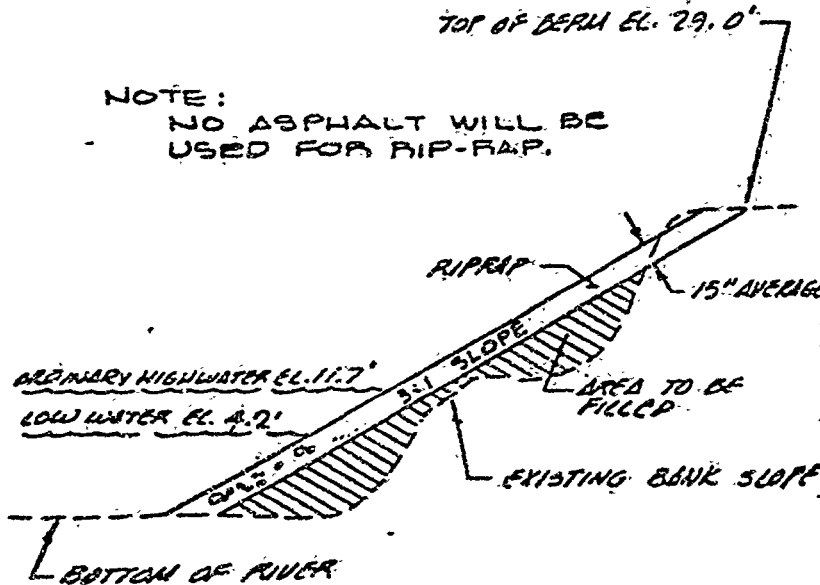 TOP OF BERM EL. 29.0'
NOTE:
NO ASPHALT WILL BE
USED FOR RIP-RAP.
RIPRAP
15" AVERAGE
3:1 SLOPE
ORDINARY HIGHWATER EL. 11.7'
LOW WATER EL. 4.2'
AREA TO BE
FILLED
EXISTING BANK SLOPE
BOTTOM OF RIVER